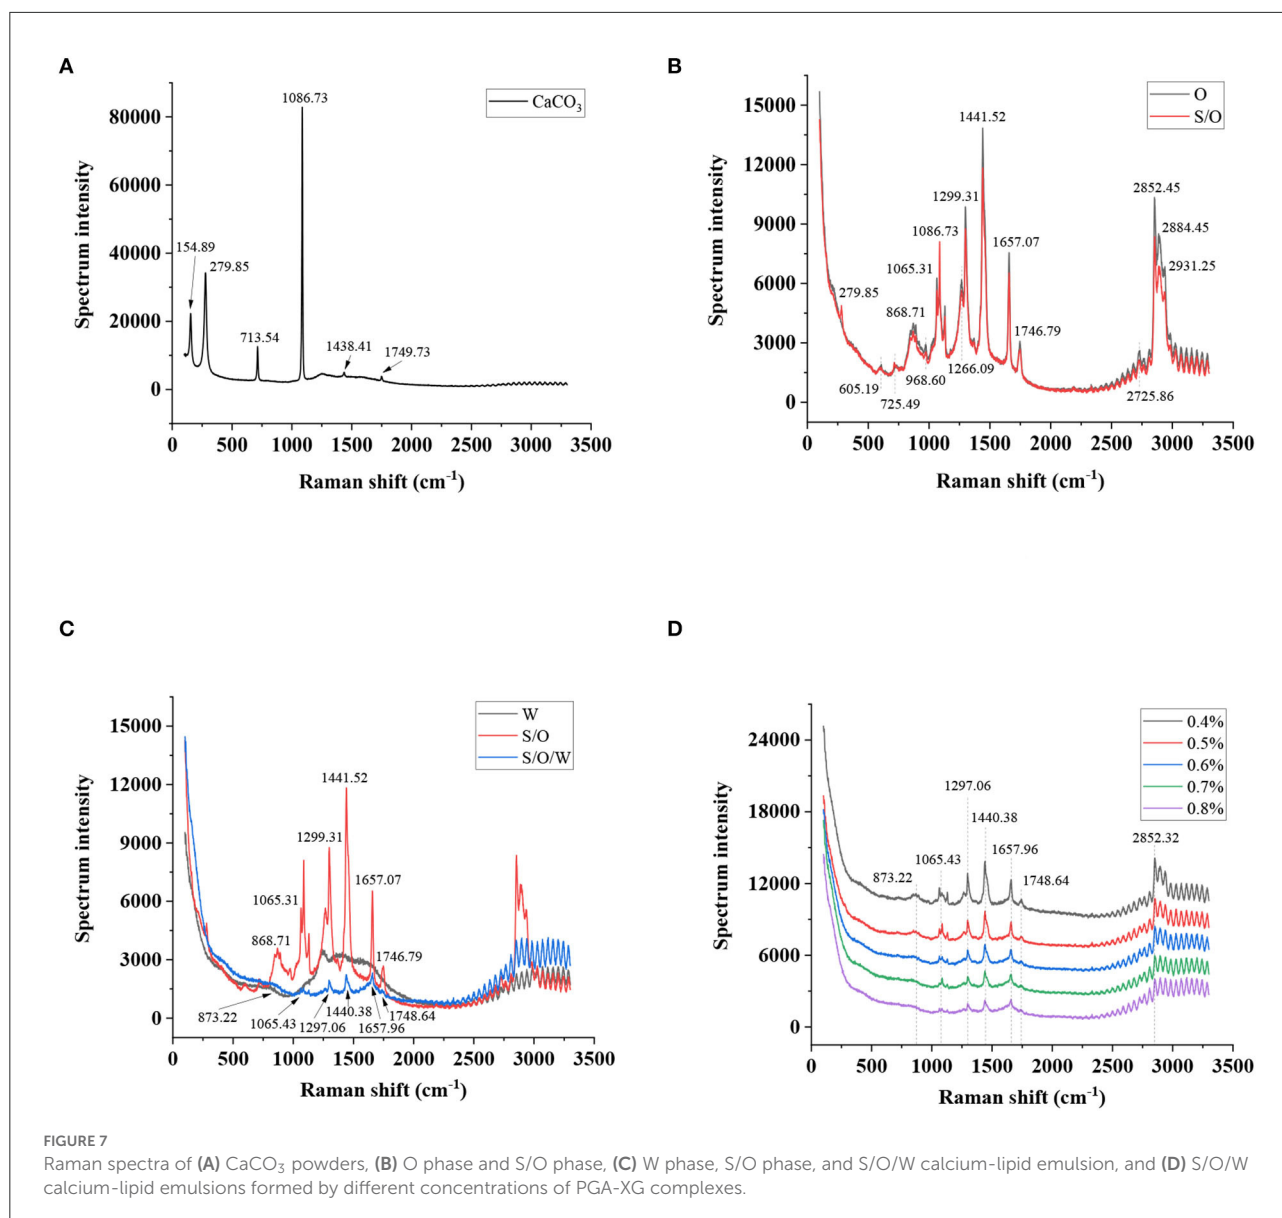 A
CaCO₃
1086.73
154.89
279.85
713.54
1438.41
1749.73
80000
60000
40000
20000
0
Spectrum intensity
0 500 1000 1500 2000 2500 3000 3500
Raman shift (cm⁻¹)
B
O
S/O
1441.52
1299.31
1086.73
1065.31
1657.07
279.85
868.71
1746.79
605.19
725.49
968.60
1266.09
2852.45
2884.45
2931.25
2725.86
15000
12000
9000
6000
3000
0
Spectrum intensity
0 500 1000 1500 2000 2500 3000 3500
Raman shift (cm⁻¹)
C
W
S/O
S/O/W
1441.52
1299.31
1065.31
1657.07
868.71
1746.79
873.22
1065.43
1297.06
1440.38
1657.96
1748.64
15000
12000
9000
6000
3000
0
Spectrum intensity
0 500 1000 1500 2000 2500 3000 3500
Raman shift (cm⁻¹)
D
0.4%
0.5%
0.6%
0.7%
0.8%
1297.06
1440.38
1065.43
1657.96
873.22
1748.64
2852.32
24000
18000
12000
6000
0
Spectrum intensity
0 500 1000 1500 2000 2500 3000 3500
Raman shift (cm⁻¹)
FIGURE 7
Raman spectra of (A) CaCO₃ powders, (B) O phase and S/O phase, (C) W phase, S/O phase, and S/O/W calcium-lipid emulsion, and (D) S/O/W
calcium-lipid emulsions formed by different concentrations of PGA-XG complexes.